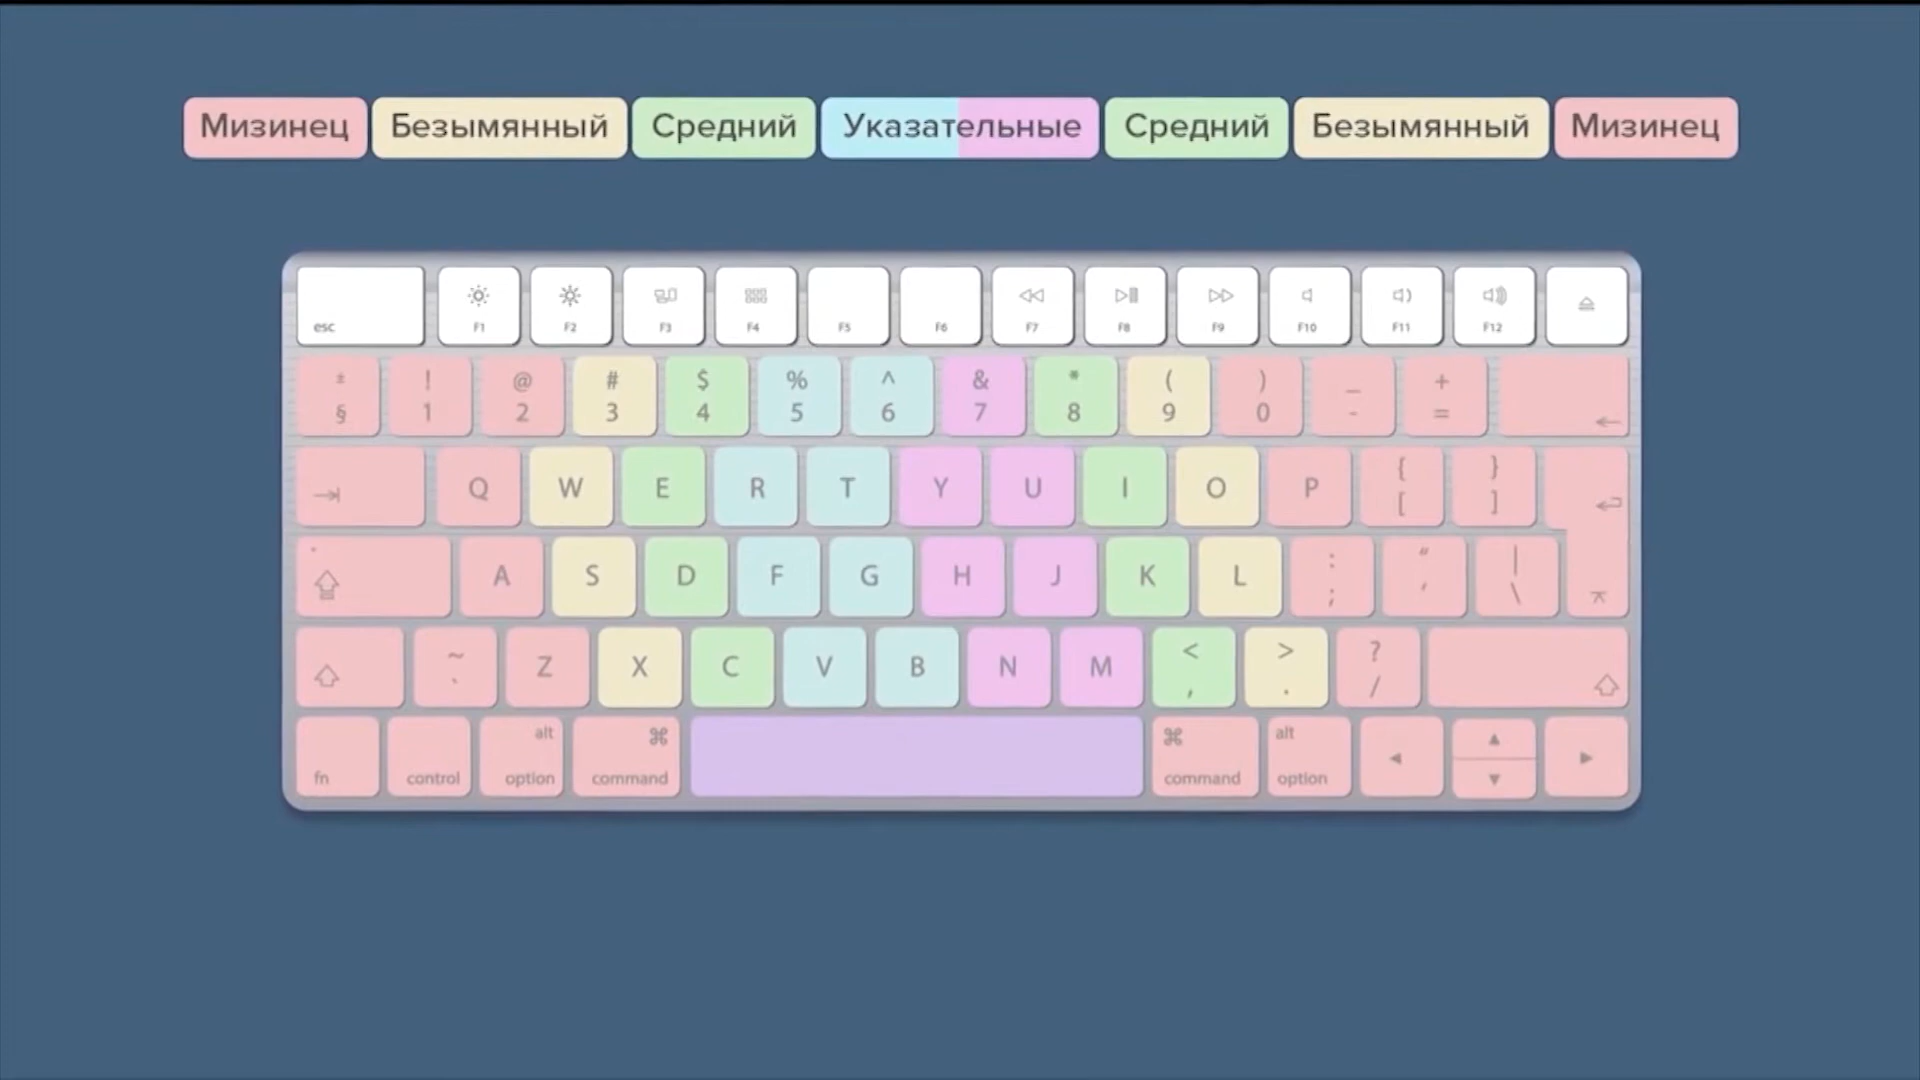 Мизинец Безымянный Средний Указательные Средний Безымянный Мизинец
esc F1 F2 F3 F4 F5 F6 F7 F8 F9 F10 F11 F12
± ! @ # $ % ^ & * ( ) _ +
§ 1 2 3 4 5 6 7 8 9 0 - =
Q W E R T Y U I O P { }
[ ]
A S D F G H J K L : " |
; ' \
~ Z X C V B N M < > ?
` , . /
alt ⌘ ⌘ alt
fn control option command command option